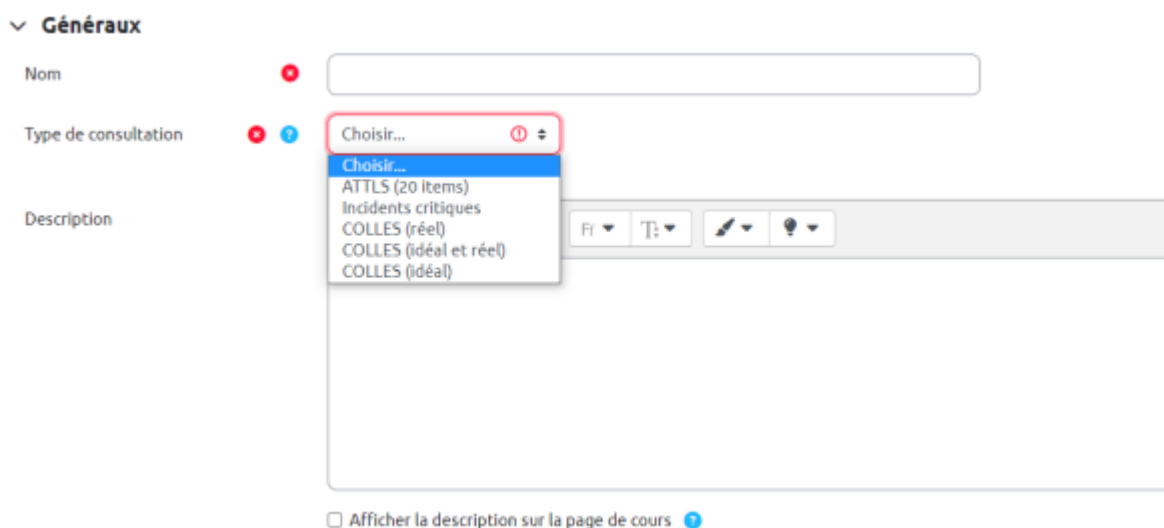 Généraux
Nom
Type de consultation
Choisir...
Choisir...
ATTLS (20 items)
Incidents critiques
COLLES (réel)
COLLES (idéal et réel)
COLLES (idéal)
Description
Fr
Afficher la description sur la page de cours